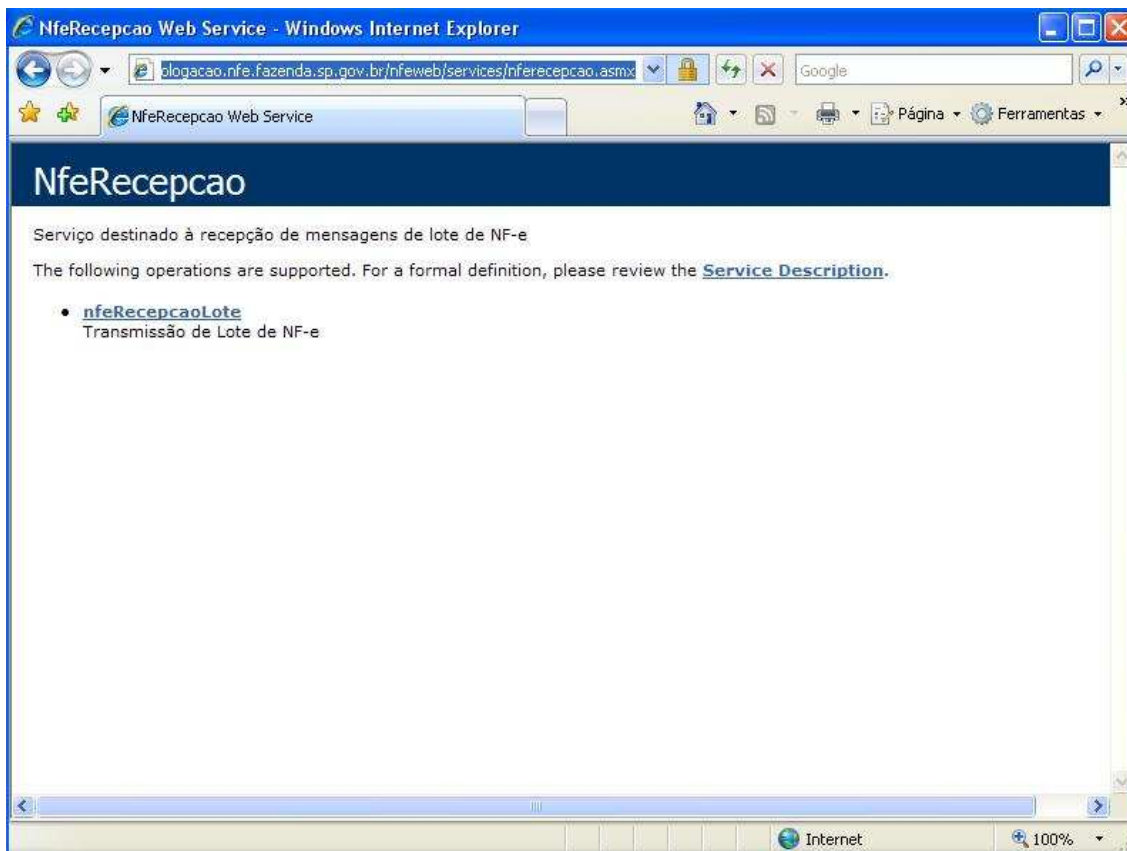 NfeRecepcao Web Service - Windows Internet Explorer
ologacao.nfe.fazenda.sp.gov.br/nfeweb/services/nferecepcao.asmx
Google
NfeRecepcao Web Service
Página
Ferramentas
NfeRecepcao
Serviço destinado à recepção de mensagens de lote de NF-e
The following operations are supported. For a formal definition, please review the Service Description.
nfeRecepcaoLote
Transmissão de Lote de NF-e
Internet
100%